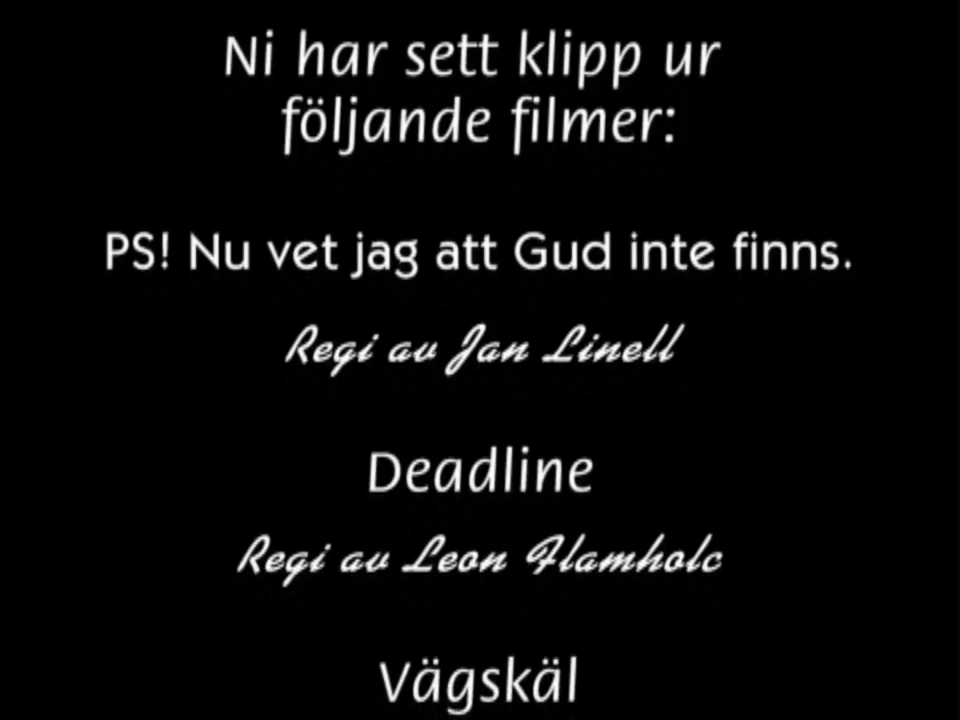 Ni har sett klipp ur
följande filmer:
PS! Nu vet jag att Gud inte finns.
Regi av Jan Linell
Deadline
Regi av Leon Flamholc
Vägskäl